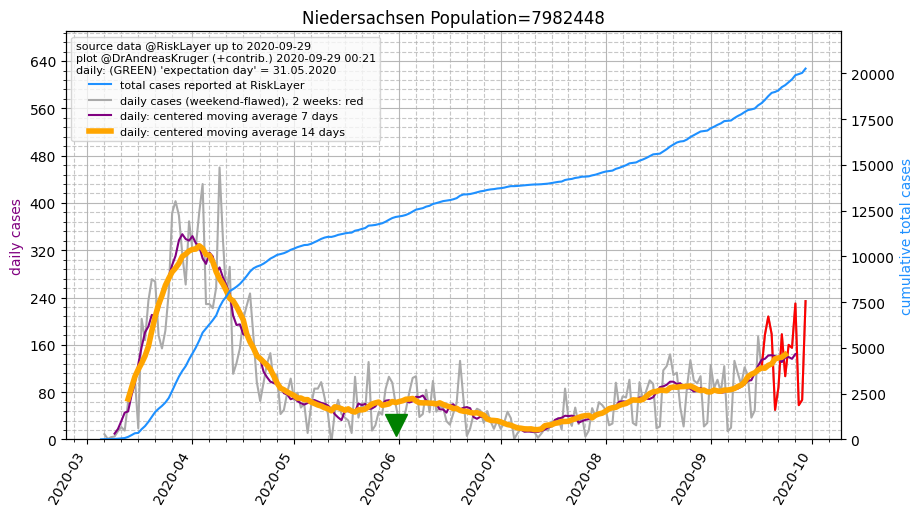 Niedersachsen Population=7982448
source data @RiskLayer up to 2020-09-29
plot @DrAndreasKruger (+contrib.) 2020-09-29 00:21
daily: (GREEN) 'expectation day' = 31.05.2020
total cases reported at RiskLayer
daily cases (weekend-flawed), 2 weeks: red
daily: centered moving average 7 days
daily: centered moving average 14 days
daily cases
640
560
480
400
320
240
160
80
0
cumulative total cases
20000
17500
15000
12500
10000
7500
5000
2500
0
2020-03
2020-04
2020-05
2020-06
2020-07
2020-08
2020-09
2020-10